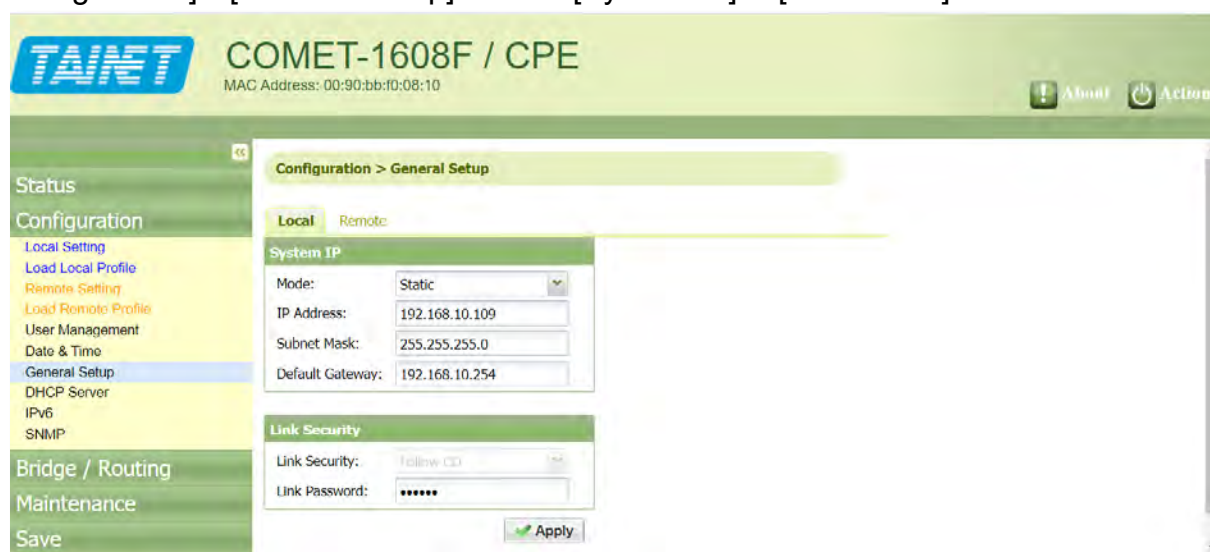 TAINET
COMET-1608F / CPE
MAC Address: 00:90:bb:f0:08:10
About Action
Status
Configuration
Local Setting
Load Local Profile
Remote Setting
Load Remote Profile
User Management
Date & Time
General Setup
DHCP Server
IPv6
SNMP
Bridge / Routing
Maintenance
Save
Configuration > General Setup
Local Remote
System IP
Mode: Static
IP Address: 192.168.10.109
Subnet Mask: 255.255.255.0
Default Gateway: 192.168.10.254
Link Security
Link Security: Follow CO
Link Password: ••••••
Apply